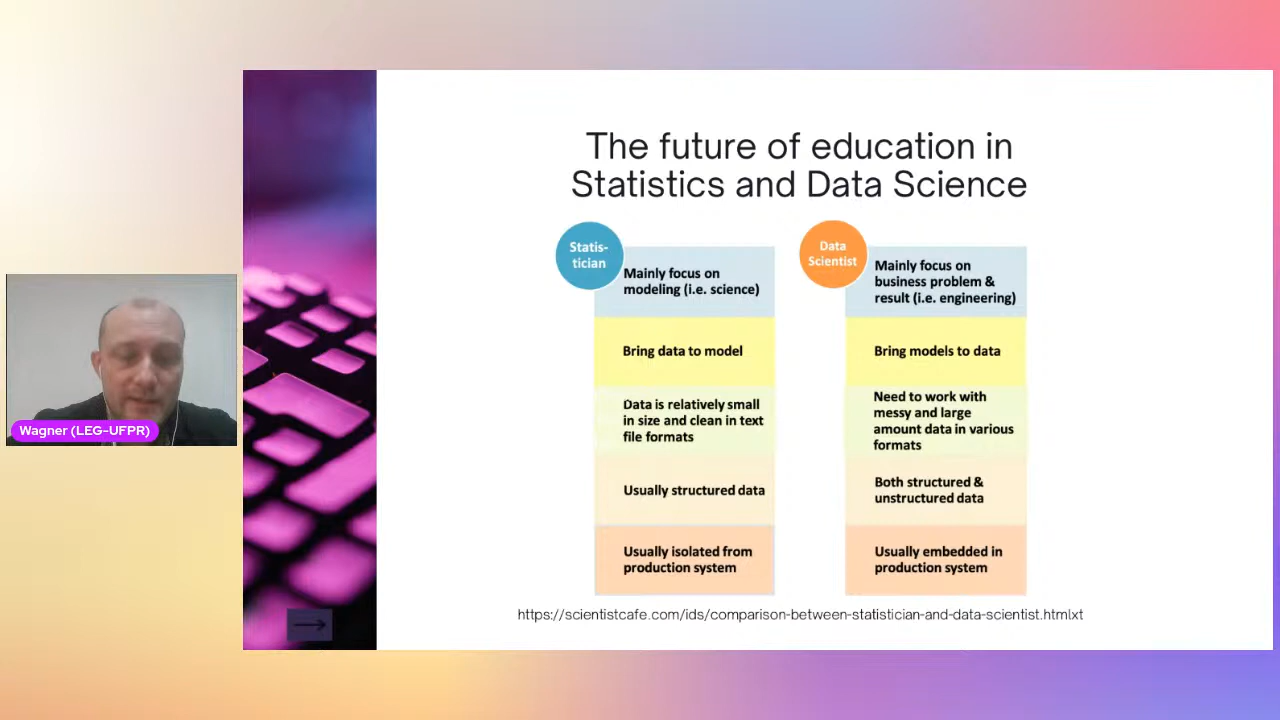 The future of education in
Statistics and Data Science
Statis-
tician
Mainly focus on
modeling (i.e. science)
Bring data to model
Data is relatively small
in size and clean in text
file formats
Usually structured data
Usually isolated from
production system
Data
Scientist
Mainly focus on
business problem &
result (i.e. engineering)
Bring models to data
Need to work with
messy and large
amount data in various
formats
Both structured &
unstructured data
Usually embedded in
production system
https://scientistcafe.com/ids/comparison-between-statistician-and-data-scientist.htmlxt
Wagner (LEG-UFPR)